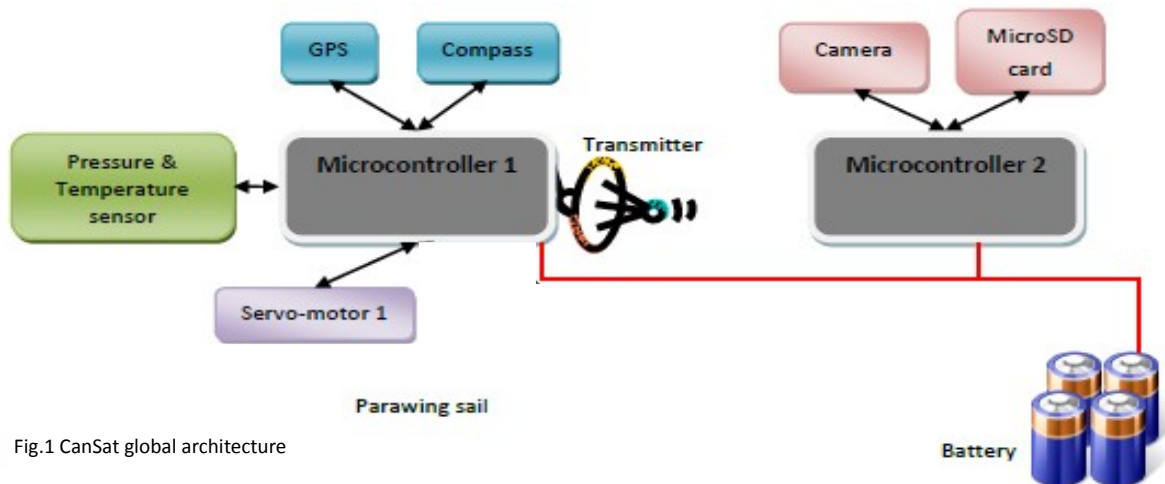 GPS
Compass
Camera
MicroSD
card
Pressure &
Temperature
sensor
Microcontroller 1
Transmitter
Microcontroller 2
Servo-motor 1
Parawing sail
Fig.1 CanSat global architecture
Battery